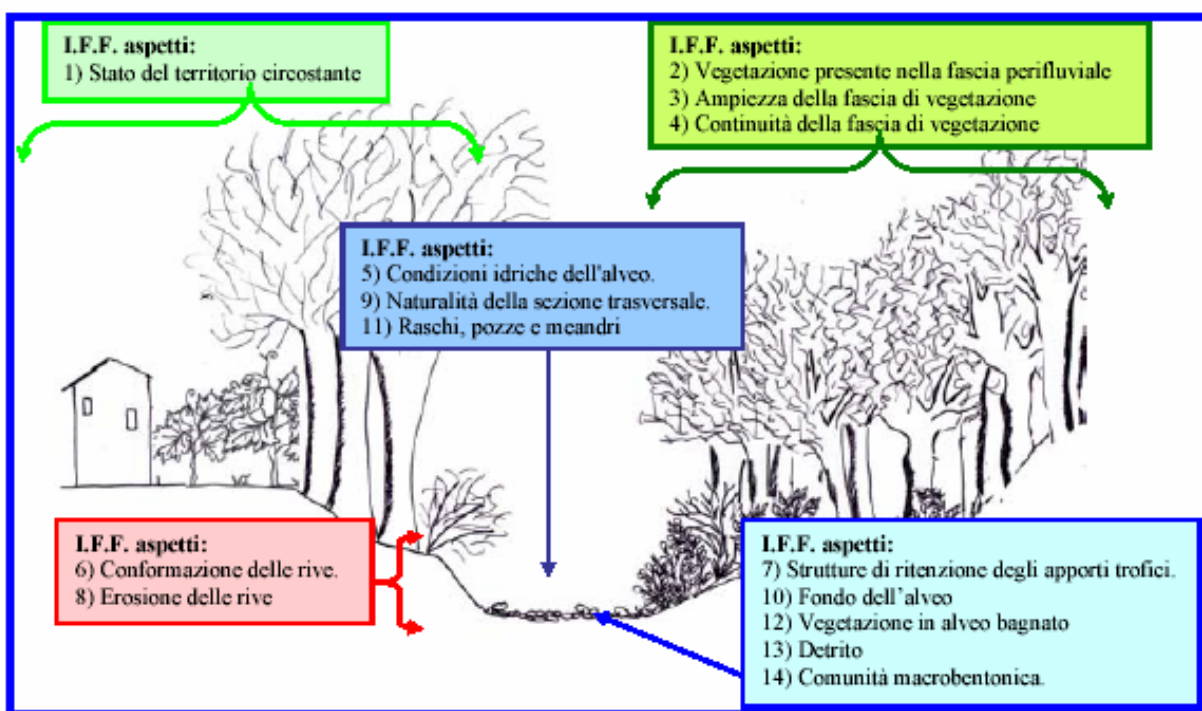 I.F.F. aspetti:
1) Stato del territorio circostante
I.F.F. aspetti:
2) Vegetazione presente nella fascia perifluviale
3) Ampiezza della fascia di vegetazione
4) Continuità della fascia di vegetazione
I.F.F. aspetti:
5) Condizioni idriche dell'alveo.
9) Naturalità della sezione trasversale.
11) Raschi, pozze e meandri
I.F.F. aspetti:
6) Conformazione delle rive.
8) Erosione delle rive
I.F.F. aspetti:
7) Strutture di ritenzione degli apporti trofici.
10) Fondo dell'alveo
12) Vegetazione in alveo bagnato
13) Detrito
14) Comunità macrobentonica.